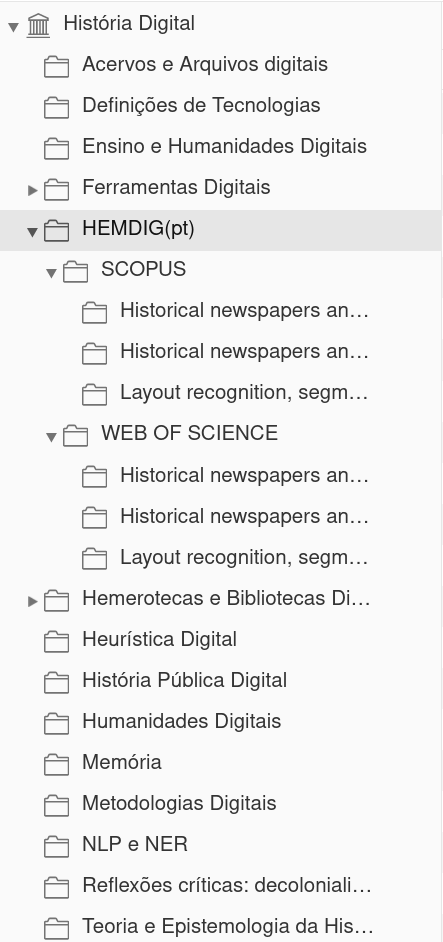 História Digital
Acervos e Arquivos digitais
Definições de Tecnologias
Ensino e Humanidades Digitais
Ferramentas Digitais
HEMDIG(pt)
SCOPUS
Historical newspapers an...
Historical newspapers an...
Layout recognition, segm...
WEB OF SCIENCE
Historical newspapers an...
Historical newspapers an...
Layout recognition, segm...
Hemerotecas e Bibliotecas Di...
Heurística Digital
História Pública Digital
Humanidades Digitais
Memória
Metodologias Digitais
NLP e NER
Reflexões críticas: decoloniali...
Teoria e Epistemologia da His...